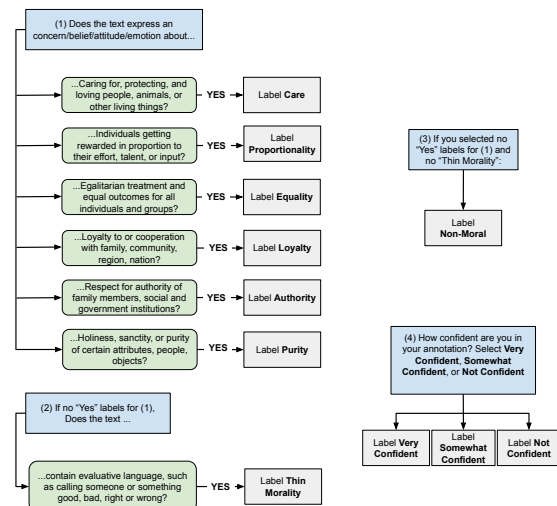 (1) Does the text express an
concern/belief/attitude/emotion about...
...Caring for, protecting, and
loving people, animals, or
other living things?
YES
Label Care
...Individuals getting
rewarded in proportion to
their effort, talent, or input?
YES
Label
Proportionality
...Egalitarian treatment and
equal outcomes for all
individuals and groups?
YES
Label Equality
...Loyalty to or cooperation
with family, community,
region, nation?
YES
Label Loyalty
...Respect for authority of
family members, social and
government institutions?
YES
Label Authority
...Holiness, sanctity, or purity
of certain attributes, people,
objects?
YES
Label Purity
(2) If no “Yes” labels for (1),
Does the text ...
...contain evaluative language, such
as calling someone or something
good, bad, right or wrong?
YES
Label Thin
Morality
(3) If you selected no
“Yes” labels for (1) and
no “Thin Morality”:
Label
Non-Moral
(4) How confident are you in
your annotation? Select Very
Confident, Somewhat
Confident, or Not Confident
Label Very
Confident
Label
Somewhat
Confident
Label Not
Confident